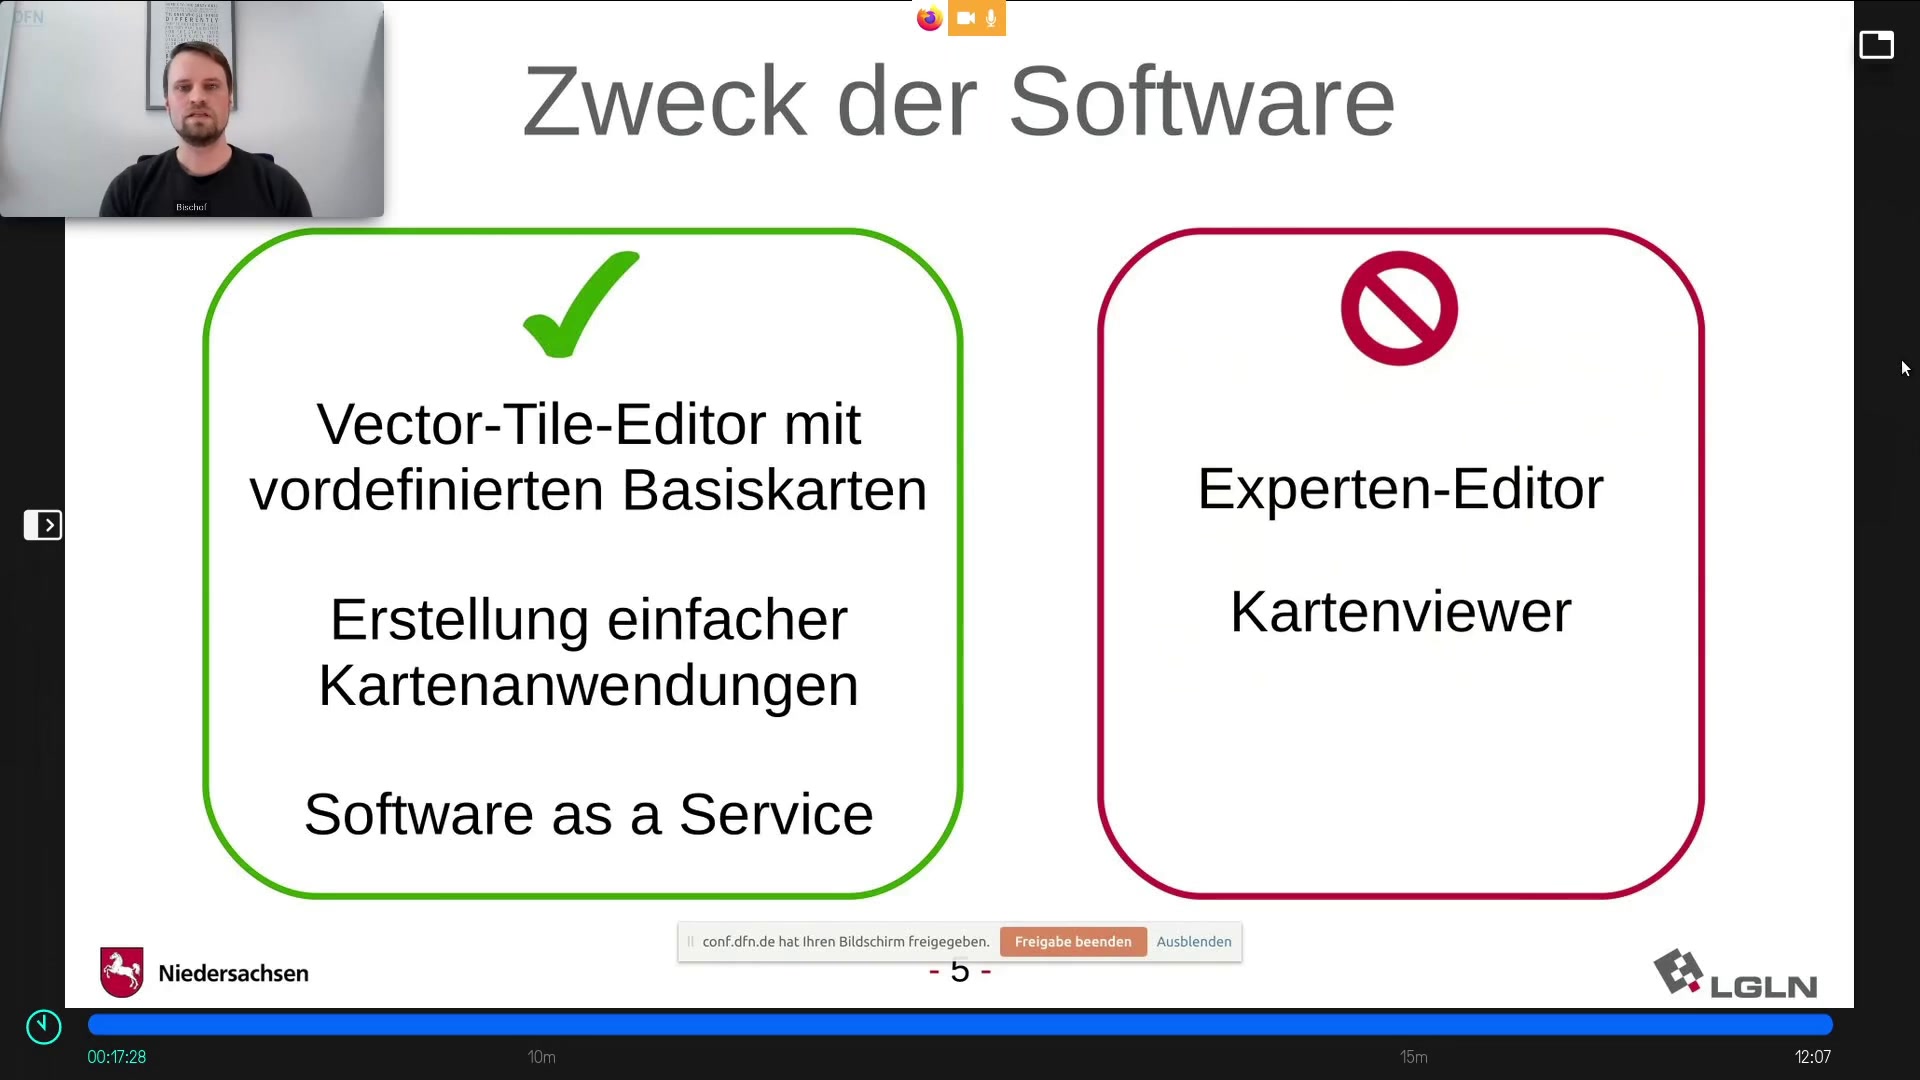 DFN
DIFFERENTLY
Bischof
Zweck der Software
Vector-Tile-Editor mit
vordefinierten Basiskarten
Erstellung einfacher
Kartenanwendungen
Software as a Service
Experten-Editor
Kartenviewer
conf.dfn.de hat Ihren Bildschirm freigegeben.
Freigabe beenden
Ausblenden
Niedersachsen
- 5 -
LGLN
00:17:28
10m
15m
12:07